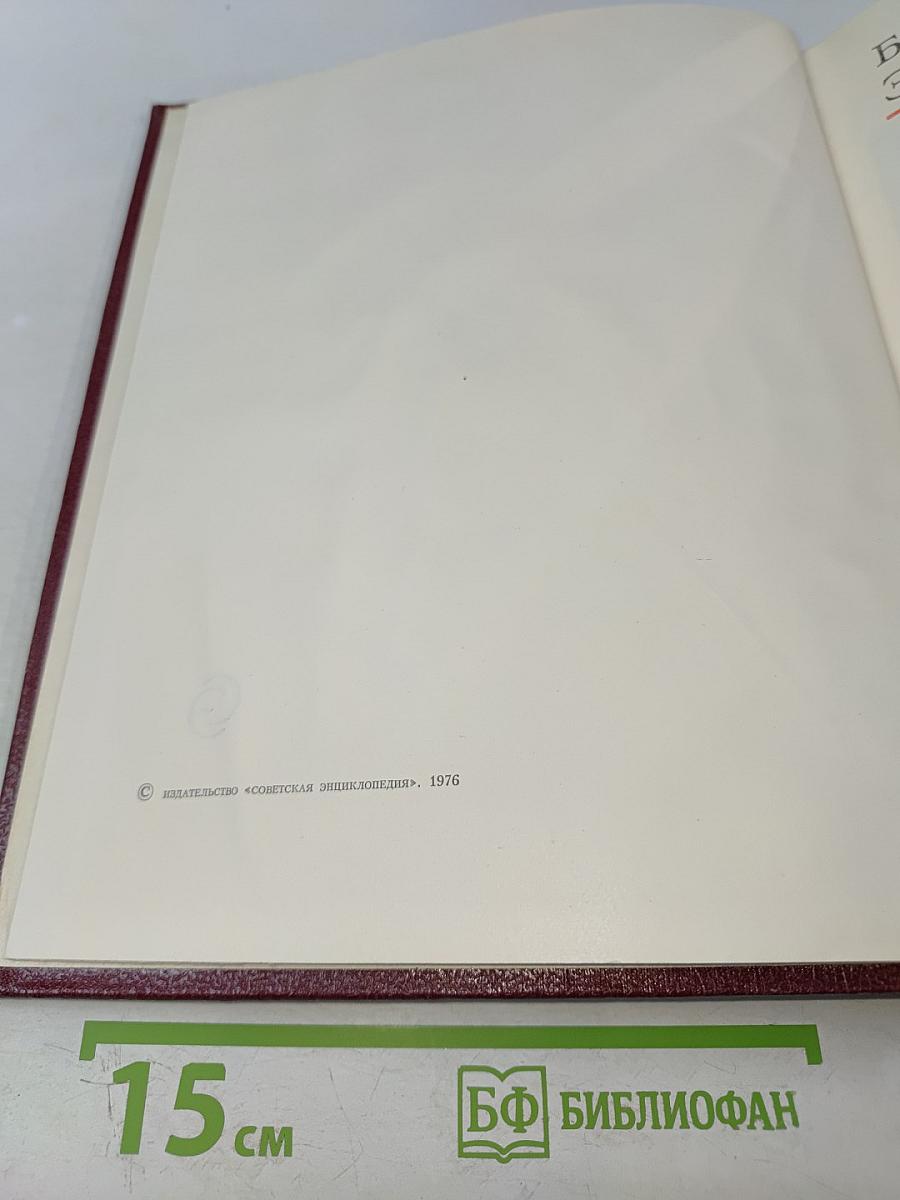 Б
© ИЗДАТЕЛЬСТВО «СОВЕТСКАЯ ЭНЦИКЛОПЕДИЯ». 1976
15 см
БФ БИБЛИОФАН